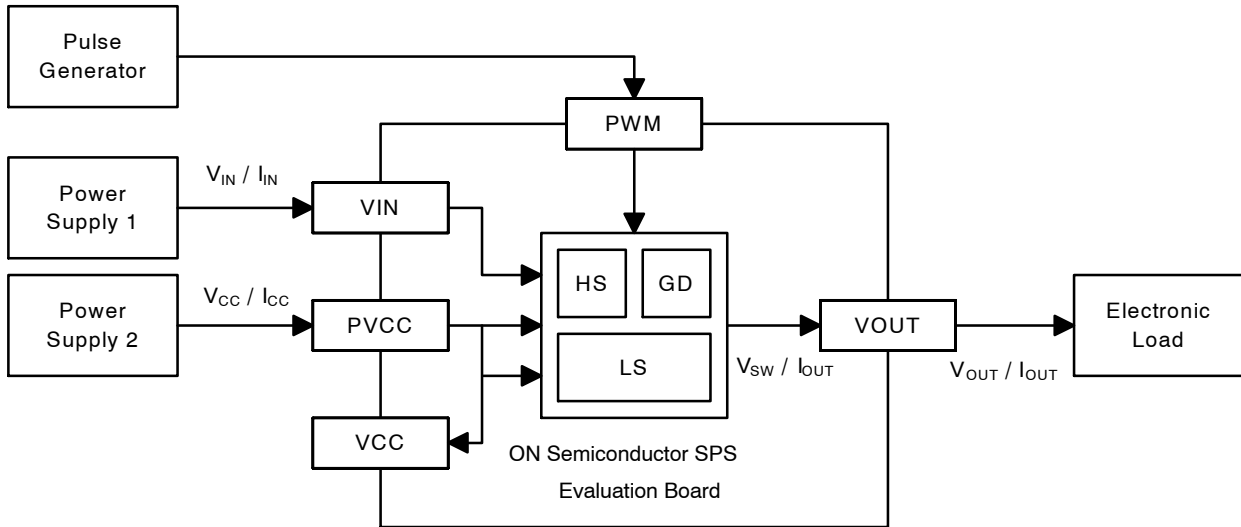 Pulse
Generator
PWM
V_IN / I_IN
Power
Supply 1
VIN
HS
GD
V_CC / I_CC
Power
Supply 2
PVCC
VOUT
Electronic
Load
LS
V_SW / I_OUT
V_OUT / I_OUT
VCC
ON Semiconductor SPS
Evaluation Board